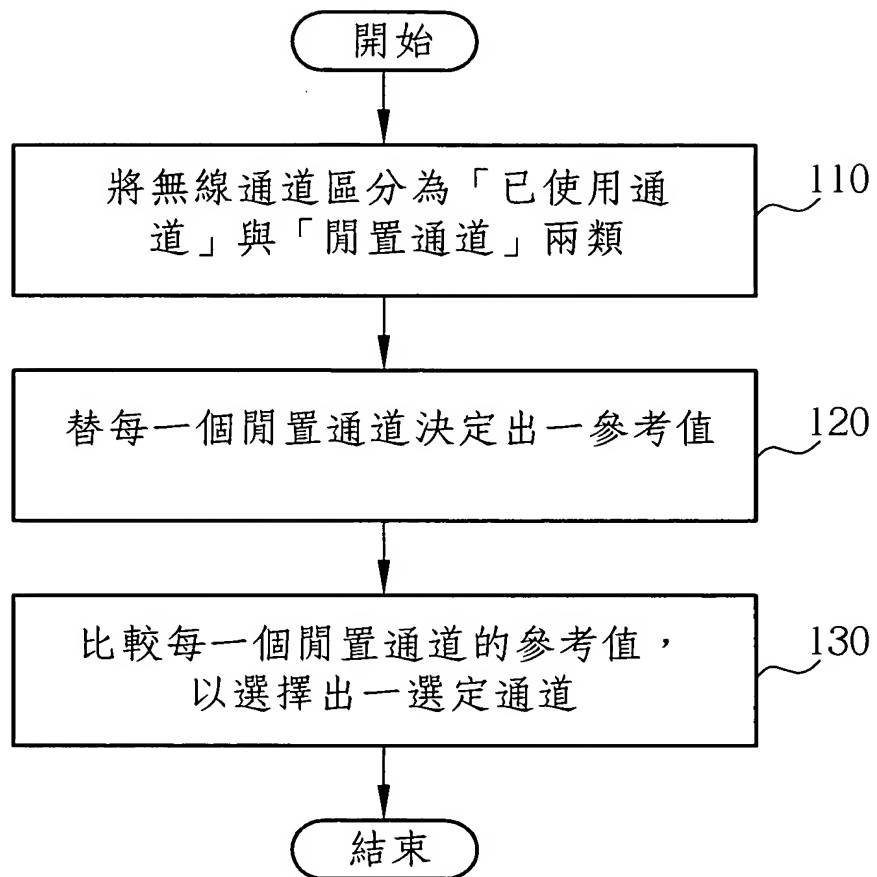 開始
將無線通道區分為「已使用通
道」與「閒置通道」兩類
110
替每一個閒置通道決定出一參考值
120
比較每一個閒置通道的參考值,
以選擇出一選定通道
130
結束